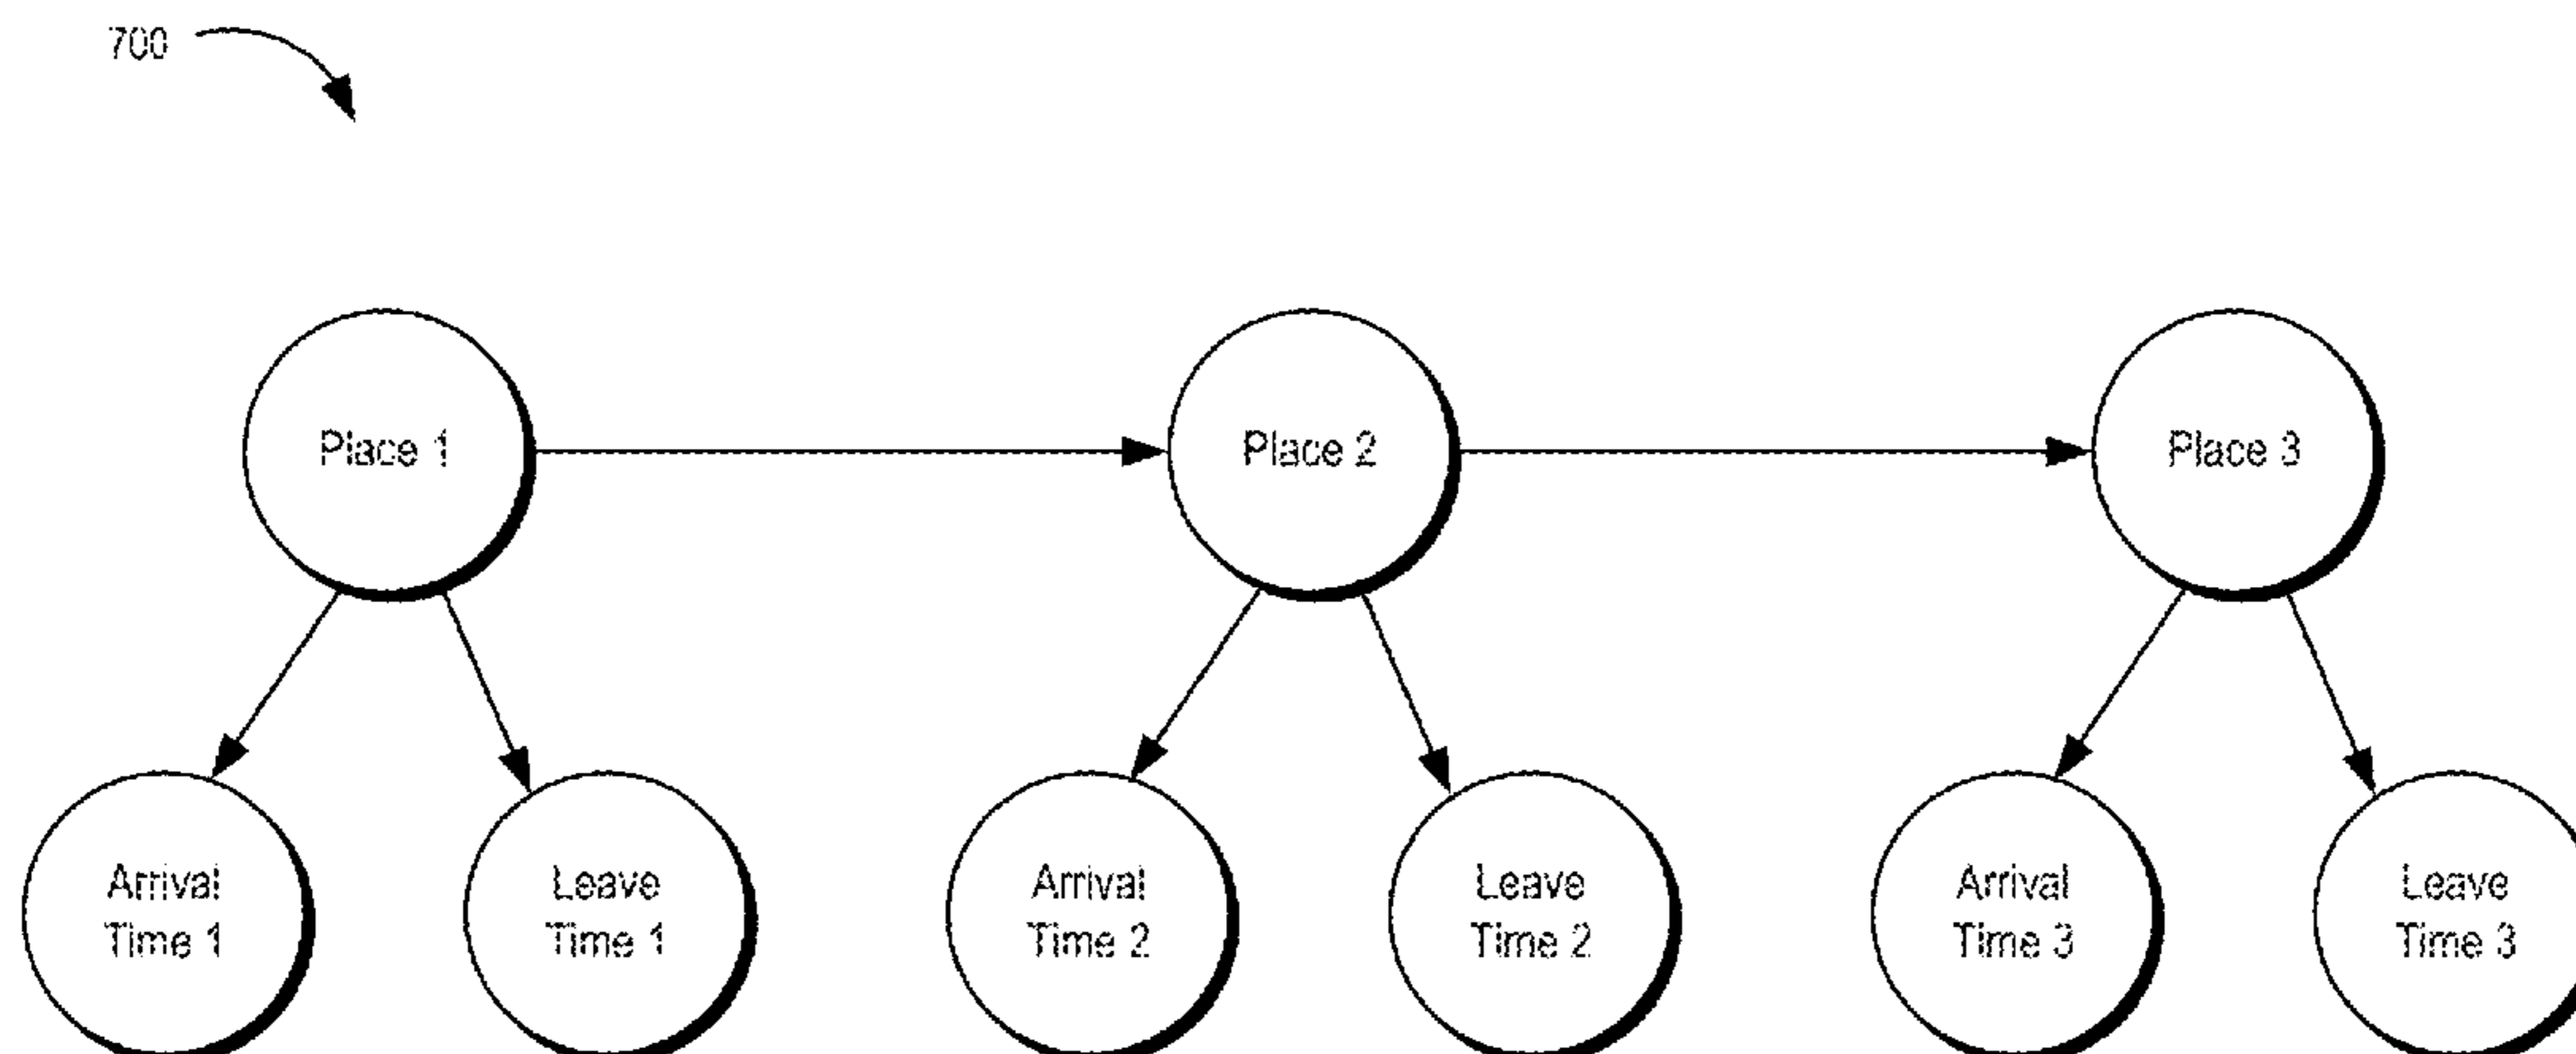 700
Place 1
Place 2
Place 3
Arrival
Time 1
Leave
Time 1
Arrival
Time 2
Leave
Time 2
Arrival
Time 3
Leave
Time 3